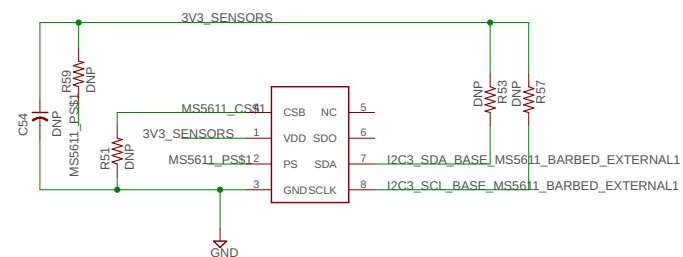 3V3_SENSORS
R59
DNP
C54
DNP
MS5611_PS$1
R51
DNP
MS5611_CS$1
4
CSB
NC
5
3V3_SENSORS
1
VDD
SDO
6
MS5611_PS$1
2
PS
SDA
7
I2C3_SDA_BASE_MS5611_BARBED_EXTERNAL1
3
GND
SCLK
8
I2C3_SCL_BASE_MS5611_BARBED_EXTERNAL1
DNP
R53
DNP
R57
GND